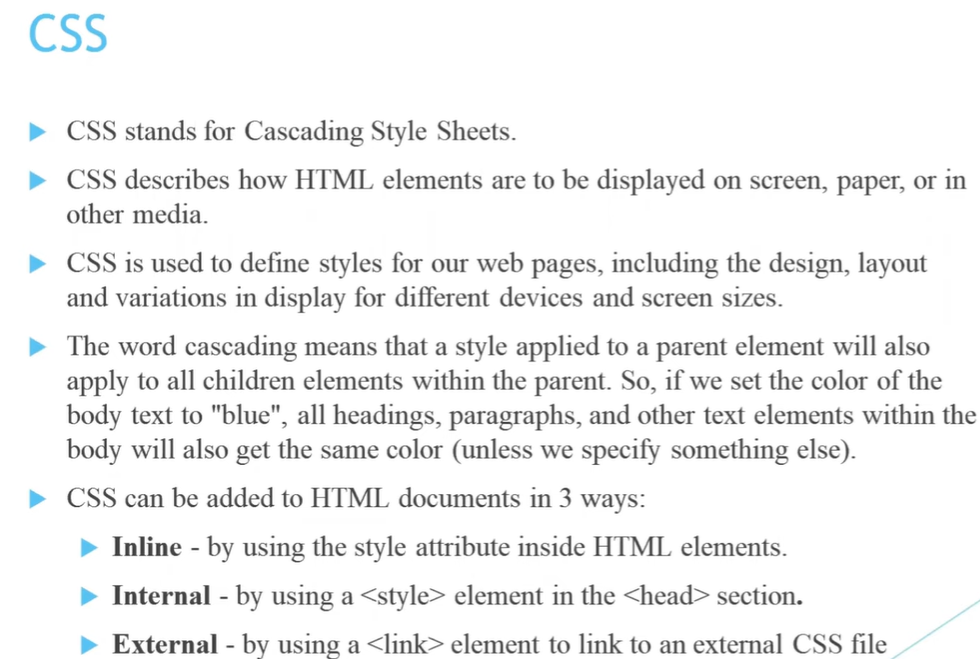 CSS
CSS stands for Cascading Style Sheets.
CSS describes how HTML elements are to be displayed on screen, paper, or in
other media.
CSS is used to define styles for our web pages, including the design, layout
and variations in display for different devices and screen sizes.
The word cascading means that a style applied to a parent element will also
apply to all children elements within the parent. So, if we set the color of the
body text to "blue", all headings, paragraphs, and other text elements within the
body will also get the same color (unless we specify something else).
CSS can be added to HTML documents in 3 ways:
Inline - by using the style attribute inside HTML elements.
Internal - by using a <style> element in the <head> section.
External - by using a <link> element to link to an external CSS file